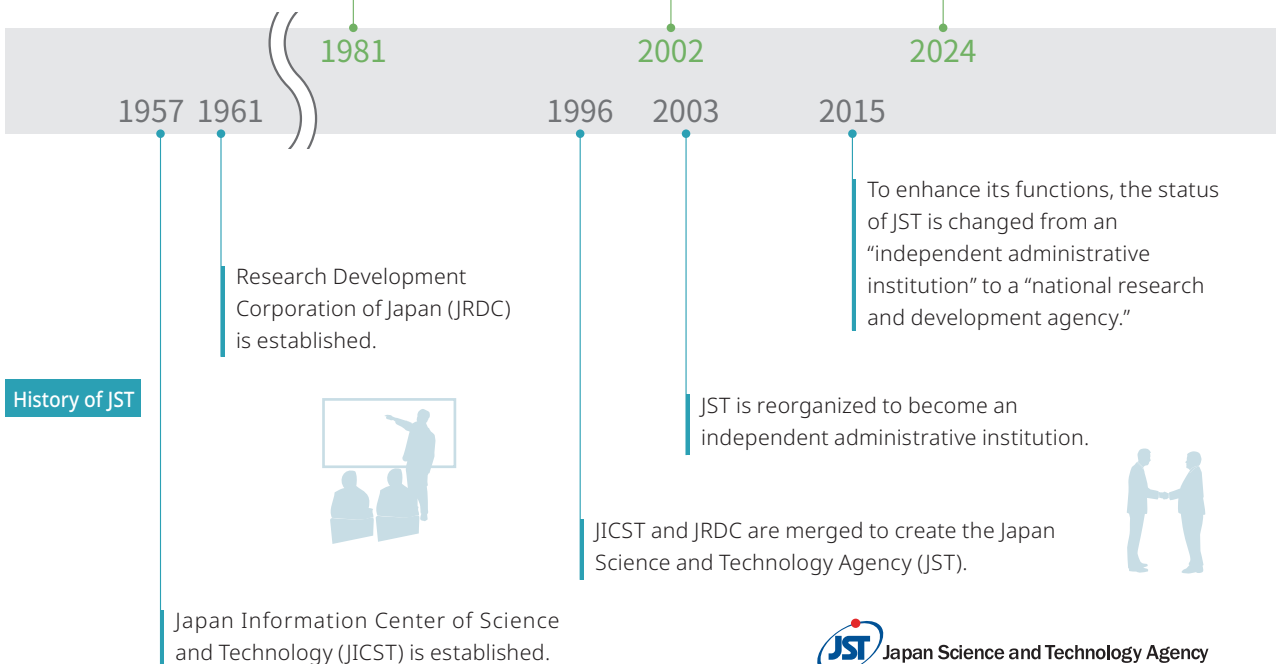 1981
2002
2024
1957
1961
1996
2003
2015
To enhance its functions, the status
of JST is changed from an
“independent administrative
institution” to a “national research
and development agency.”
Research Development
Corporation of Japan (JRDC)
is established.
History of JST
JST is reorganized to become an
independent administrative institution.
JICST and JRDC are merged to create the Japan
Science and Technology Agency (JST).
Japan Information Center of Science
and Technology (JICST) is established.
JST Japan Science and Technology Agency